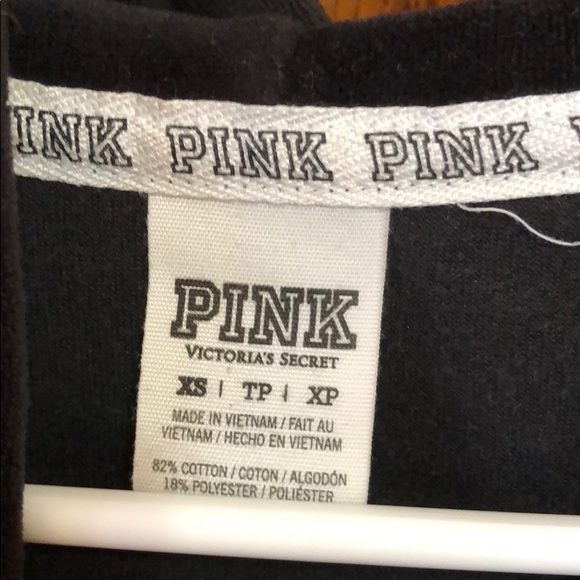 INK PINK PINK
PINK
VICTORIA'S SECRET
XS | TP | XP
MADE IN VIETNAM / FAIT AU
VIETNAM / HECHO EN VIETNAM
82% COTTON / COTON / ALGODÓN
18% POLYESTER / POLIÉSTER